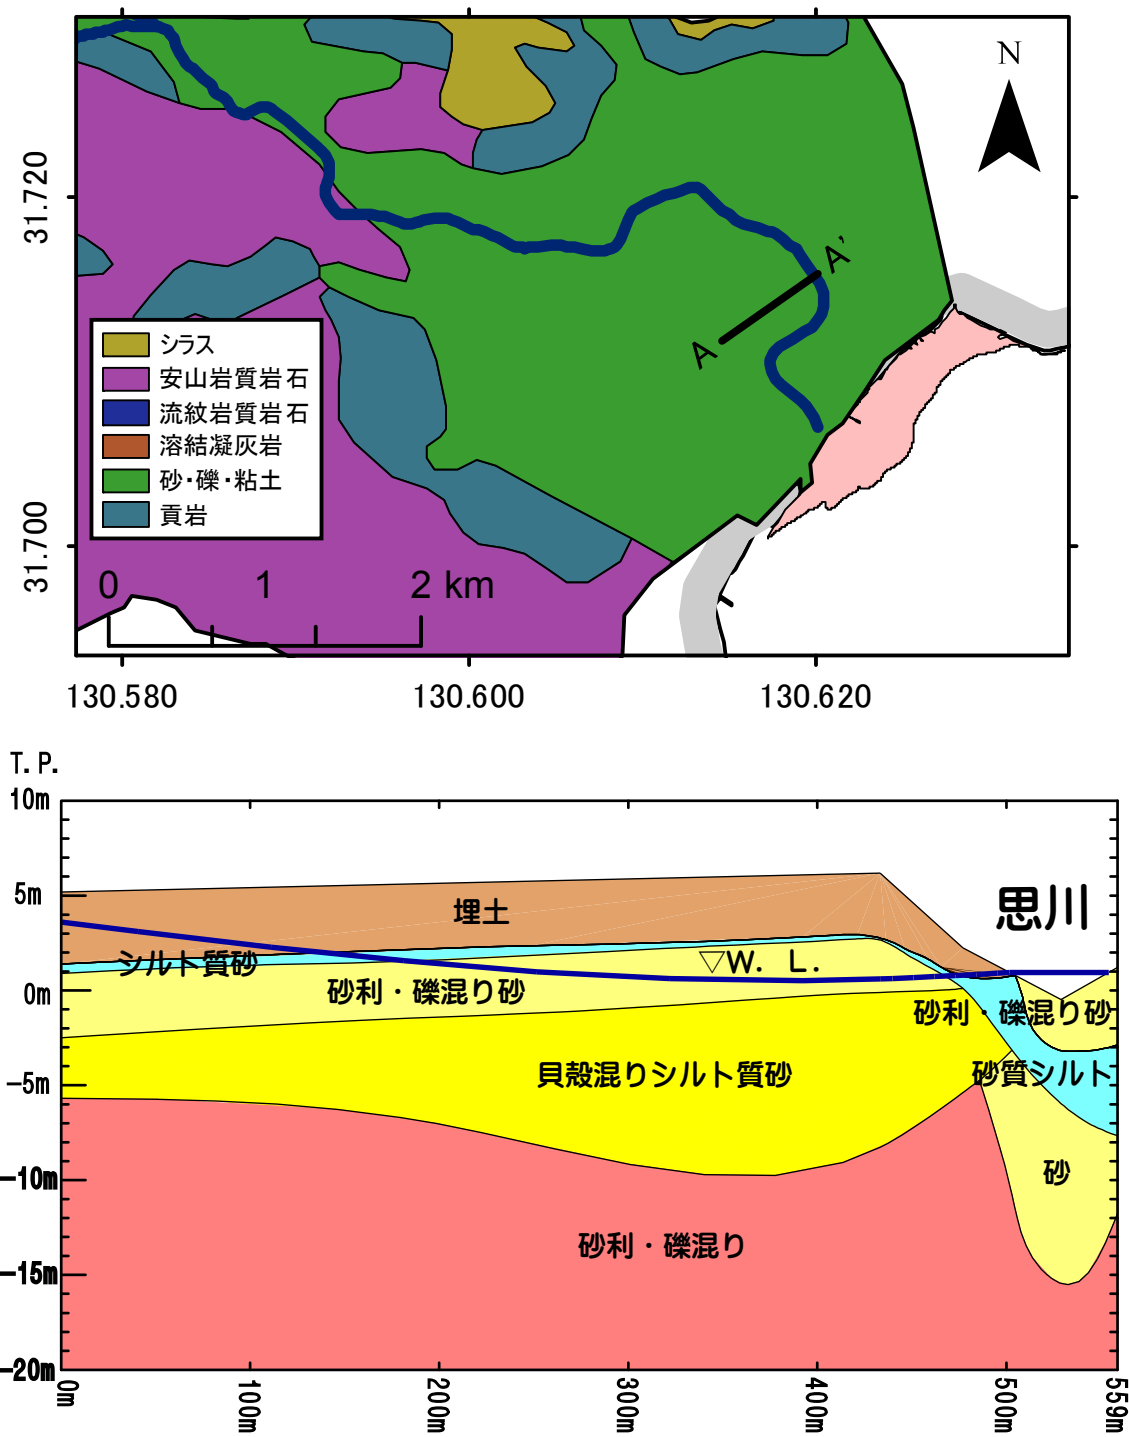 N
31.720
31.700
A'
A
シラス
安山岩質岩石
流紋岩質岩石
溶結凝灰岩
砂・礫・粘土
貢岩
0 1 2 km
130.580 130.600 130.620
T.P.
10m
5m
0m
-5m
-10m
-15m
-20m
思川
埋土
シルト質砂
▽W. L.
砂利・礫混り砂
砂利・礫混り砂
貝殻混りシルト質砂
砂質シルト
砂
砂利・礫混り
0m 100m 200m 300m 400m 500m 559m